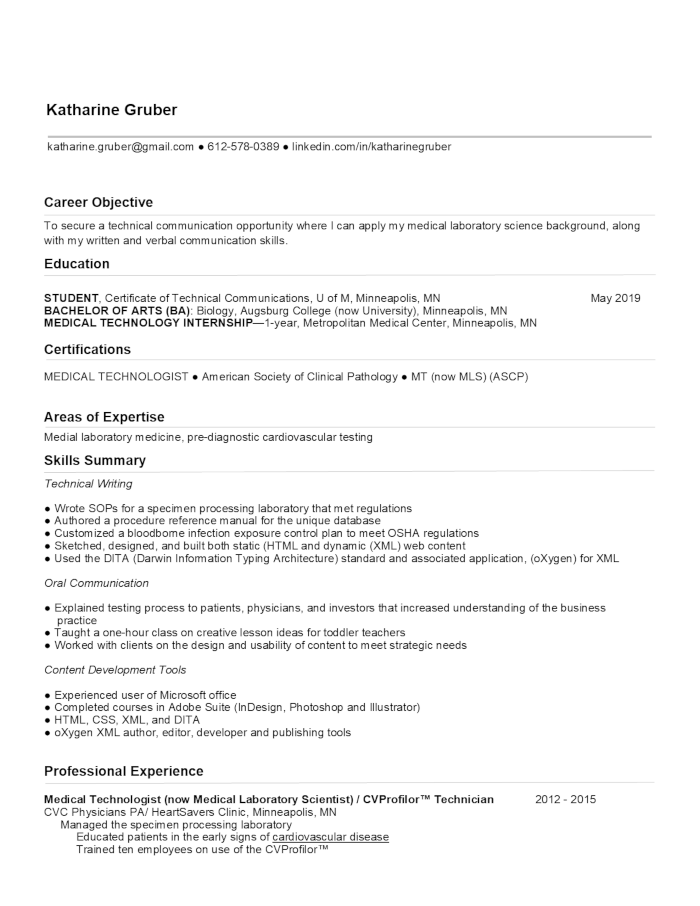 Katharine Gruber
katharine.gruber@gmail.com ● 612-578-0389 ● linkedin.com/in/katharinegruber
Career Objective
To secure a technical communication opportunity where I can apply my medical laboratory science background, along
with my written and verbal communication skills.
Education
STUDENT, Certificate of Technical Communications, U of M, Minneapolis, MN May 2019
BACHELOR OF ARTS (BA): Biology, Augsburg College (now University), Minneapolis, MN
MEDICAL TECHNOLOGY INTERNSHIP—1-year, Metropolitan Medical Center, Minneapolis, MN
Certifications
MEDICAL TECHNOLOGIST ● American Society of Clinical Pathology ● MT (now MLS) (ASCP)
Areas of Expertise
Medial laboratory medicine, pre-diagnostic cardiovascular testing
Skills Summary
Technical Writing
● Wrote SOPs for a specimen processing laboratory that met regulations
● Authored a procedure reference manual for the unique database
● Customized a bloodborne infection exposure control plan to meet OSHA regulations
● Sketched, designed, and built both static (HTML and dynamic (XML) web content
● Used the DITA (Darwin Information Typing Architecture) standard and associated application, (oXygen) for XML
Oral Communication
● Explained testing process to patients, physicians, and investors that increased understanding of the business
practice
● Taught a one-hour class on creative lesson ideas for toddler teachers
● Worked with clients on the design and usability of content to meet strategic needs
Content Development Tools
● Experienced user of Microsoft office
● Completed courses in Adobe Suite (InDesign, Photoshop and Illustrator)
● HTML, CSS, XML, and DITA
● oXygen XML author, editor, developer and publishing tools
Professional Experience
Medical Technologist (now Medical Laboratory Scientist) / CVProfilor™ Technician 2012 - 2015
CVC Physicians PA/ HeartSavers Clinic, Minneapolis, MN
Managed the specimen processing laboratory
Educated patients in the early signs of cardiovascular disease
Trained ten employees on use of the CVProfilor™